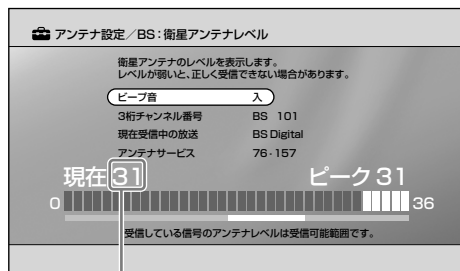 アンテナ設定／BS：衛星アンテナレベル
衛星アンテナのレベルを表示します。
レベルが弱いと、正しく受信できない場合があります。
ビープ音 入
3桁チャンネル番号 BS 101
現在受信中の放送 BS Digital
アンテナサービス 76-157
現在 31 ピーク 31
0 36
受信している信号のアンテナレベルは受信可能範囲です。